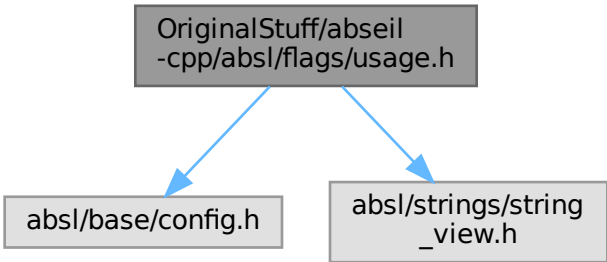 OriginalStuff/abseil
-cpp/absl/flags/usage.h
absl/base/config.h
absl/strings/string
_view.h